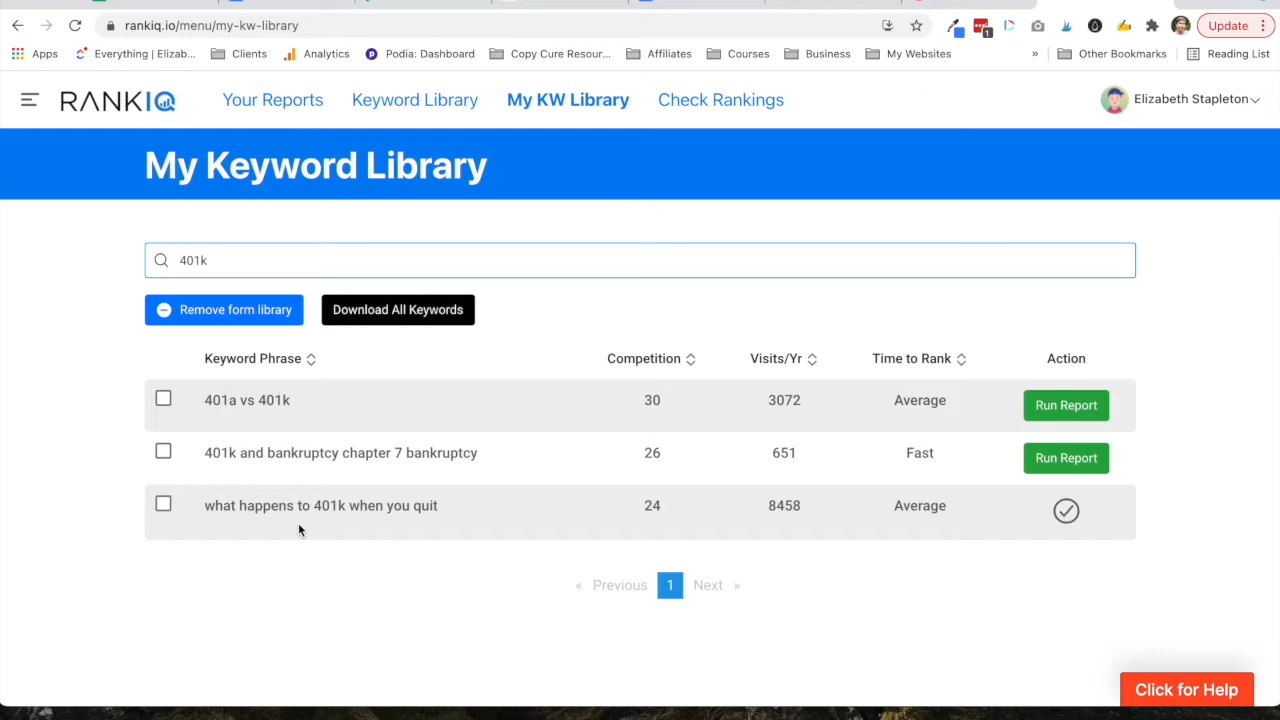 rankiq.io/menu/my-kw-library
1
Update
Apps
Everything | Elizab...
Clients
Analytics
Podia: Dashboard
Copy Cure Resour...
Affiliates
Courses
Business
My Websites
»
Other Bookmarks
Reading List
RANKIQ
Your Reports
Keyword Library
My KW Library
Check Rankings
Elizabeth Stapleton
My Keyword Library
401k
Remove form library
Download All Keywords
Keyword Phrase Competition Visits/Yr Time to Rank Action
401a vs 401k 30 3072 Average Run Report
401k and bankruptcy chapter 7 bankruptcy 26 651 Fast Run Report
what happens to 401k when you quit 24 8458 Average
« Previous 1 Next »
Click for Help